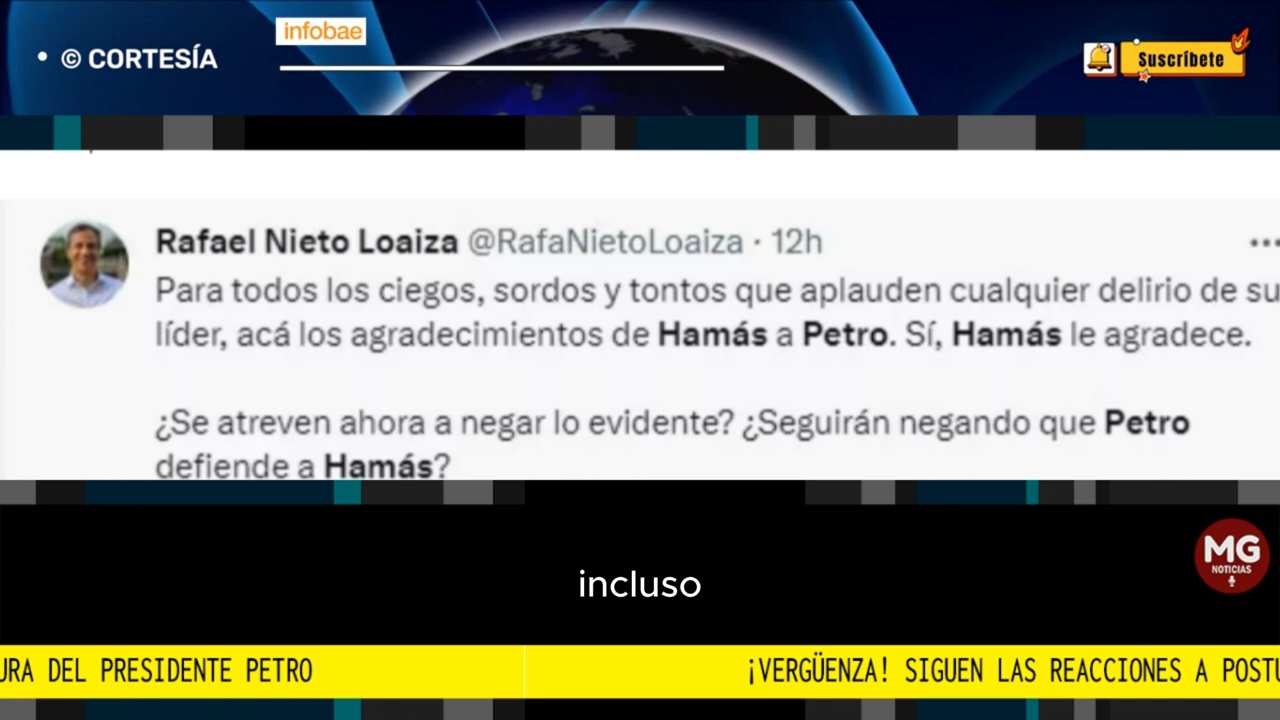 infobae
• © CORTESÍA
Suscríbete
Rafael Nieto Loaiza @RafaNietoLoaiza · 12h
Para todos los ciegos, sordos y tontos que aplauden cualquier delirio de su
líder, acá los agradecimientos de Hamás a Petro. Sí, Hamás le agradece.
¿Se atreven ahora a negar lo evidente? ¿Seguirán negando que Petro
defiende a Hamás?
MG
NOTICIAS
incluso
URA DEL PRESIDENTE PETRO
¡VERGÜENZA! SIGUEN LAS REACCIONES A POSTU